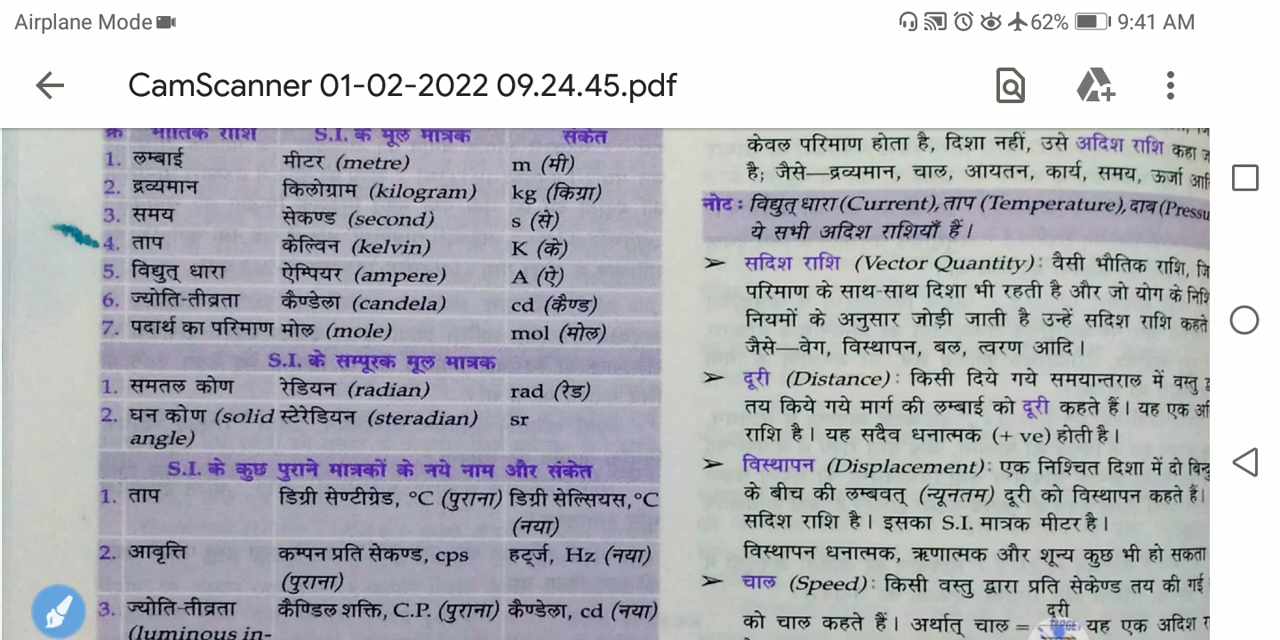 Airplane Mode
62% 9:41 AM
CamScanner 01-02-2022 09.24.45.pdf
क्र भौतिक राशि S.I. के मूल मात्रक संकेत
1. लम्बाई मीटर (metre) m (मी)
2. द्रव्यमान किलोग्राम (kilogram) kg (किग्रा)
3. समय सेकण्ड (second) s (से)
4. ताप केल्विन (kelvin) K (के)
5. विद्युत् धारा ऐम्पियर (ampere) A (ऐ)
6. ज्योति-तीव्रता कैण्डेला (candela) cd (कैण्ड)
7. पदार्थ का परिमाण मोल (mole) mol (मोल)
S.I. के सम्पूरक मूल मात्रक
1. समतल कोण रेडियन (radian) rad (रेड)
2. घन कोण (solid स्टेरेडियन (steradian) sr
angle)
S.I. के कुछ पुराने मात्रकों के नये नाम और संकेत
1. ताप डिग्री सेण्टीग्रेड, °C (पुराना) डिग्री सेल्सियस,°C
(नया)
2. आवृत्ति कम्पन प्रति सेकण्ड, cps हर्ट्ज, Hz (नया)
(पुराना)
3. ज्योति-तीव्रता कैण्डिल शक्ति, C.P. (पुराना) कैण्डेला, cd (नया)
(luminous in-
केवल परिमाण होता है, दिशा नहीं, उसे अदिश राशि कहा
है; जैसे—द्रव्यमान, चाल, आयतन, कार्य, समय, ऊर्जा
नोट : विद्युत् धारा (Current), ताप (Temperature), दाब (Pressu
ये सभी अदिश राशियाँ हैं।
➢ सदिश राशि (Vector Quantity) : वैसी भौतिक राशि,
परिमाण के साथ-साथ दिशा भी रहती है और जो योग के
नियमों के अनुसार जोड़ी जाती है उन्हें सदिश राशि कहते
जैसे—वेग, विस्थापन, बल, त्वरण आदि।
➢ दूरी (Distance) : किसी दिये गये समयान्तराल में वस्तु
तय किये गये मार्ग की लम्बाई को दूरी कहते हैं। यह एक
राशि है। यह सदैव धनात्मक (+ ve) होती है।
➢ विस्थापन (Displacement) : एक निश्चित दिशा में दो
के बीच की लम्बवत् (न्यूनतम) दूरी को विस्थापन कहते हैं।
सदिश राशि है। इसका S.I. मात्रक मीटर है।
विस्थापन धनात्मक, ऋणात्मक और शून्य कुछ भी हो सकता
➢ चाल (Speed) : किसी वस्तु द्वारा प्रति सेकेण्ड तय की गई
दूरी
को चाल कहते हैं। अर्थात् चाल = यह एक अदिश